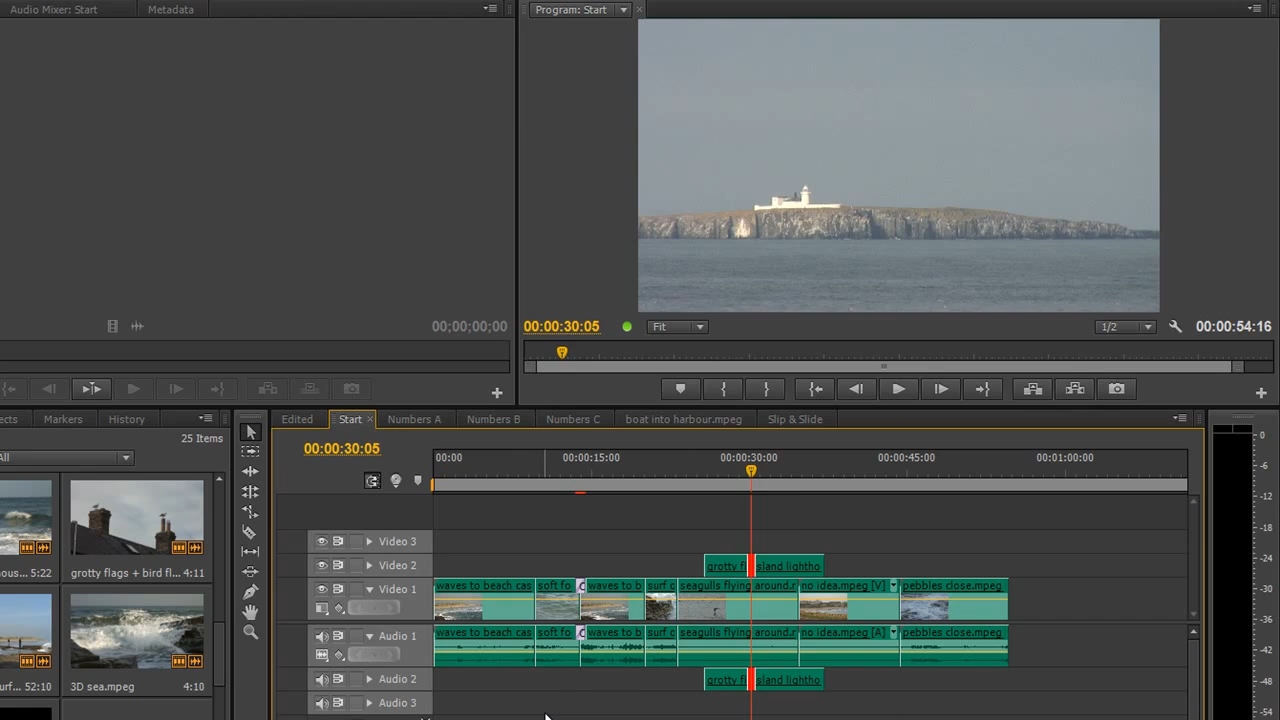 Audio Mixer: Start
Metadata
Program: Start
00;00;00;00
00:00:30:05
Fit
1/2
00:00:54:16
Markers
History
25 Items
All
5:22
grotty flags + bird fl... 4:11
52:10
3D sea.mpeg
4:10
Edited
Start
Numbers A
Numbers B
Numbers C
boat into harbour.mpeg
Slip & Slide
00:00:30:05
00:00
00:00:15:00
00:00:30:00
00:00:45:00
00:01:00:00
Video 3
Video 2
grotty fl
sland lightho
Video 1
waves to beach cas
soft fo
waves to b
surf c
seagulls flying around.r
no idea.mpeg [V]
pebbles close.mpeg
Audio 1
waves to beach cas
soft fo
waves to b
surf c
seagulls flying around.r
no idea.mpeg [A]
pebbles close.mpeg
Audio 2
grotty fl
sland lightho
Audio 3
0
-6
-12
-18
-24
-30
-36
-42
-48
-54